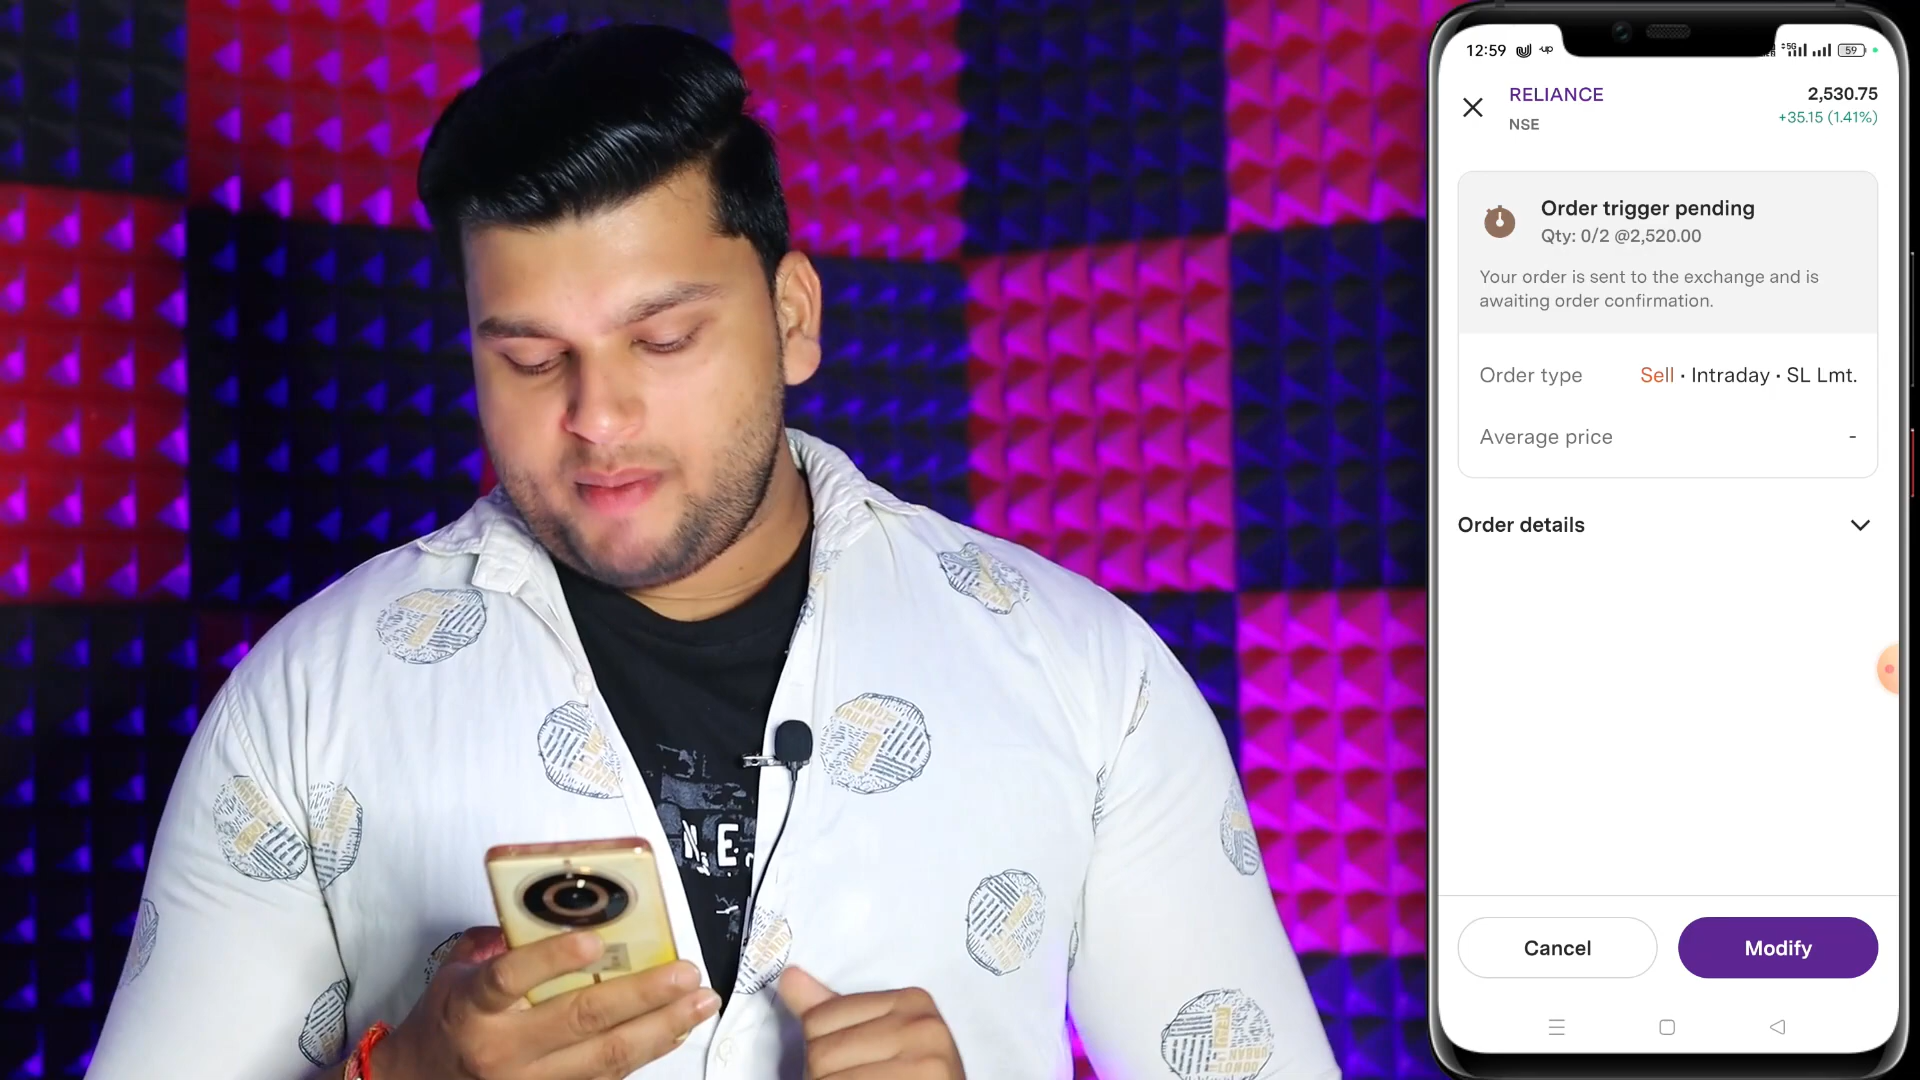 12:59
59
RELIANCE
2,530.75
NSE
+35.15 (1.41%)
Order trigger pending
Qty: 0/2 @2,520.00
Your order is sent to the exchange and is
awaiting order confirmation.
Order type
Sell · Intraday · SL Lmt.
Average price
-
Order details
Cancel
Modify